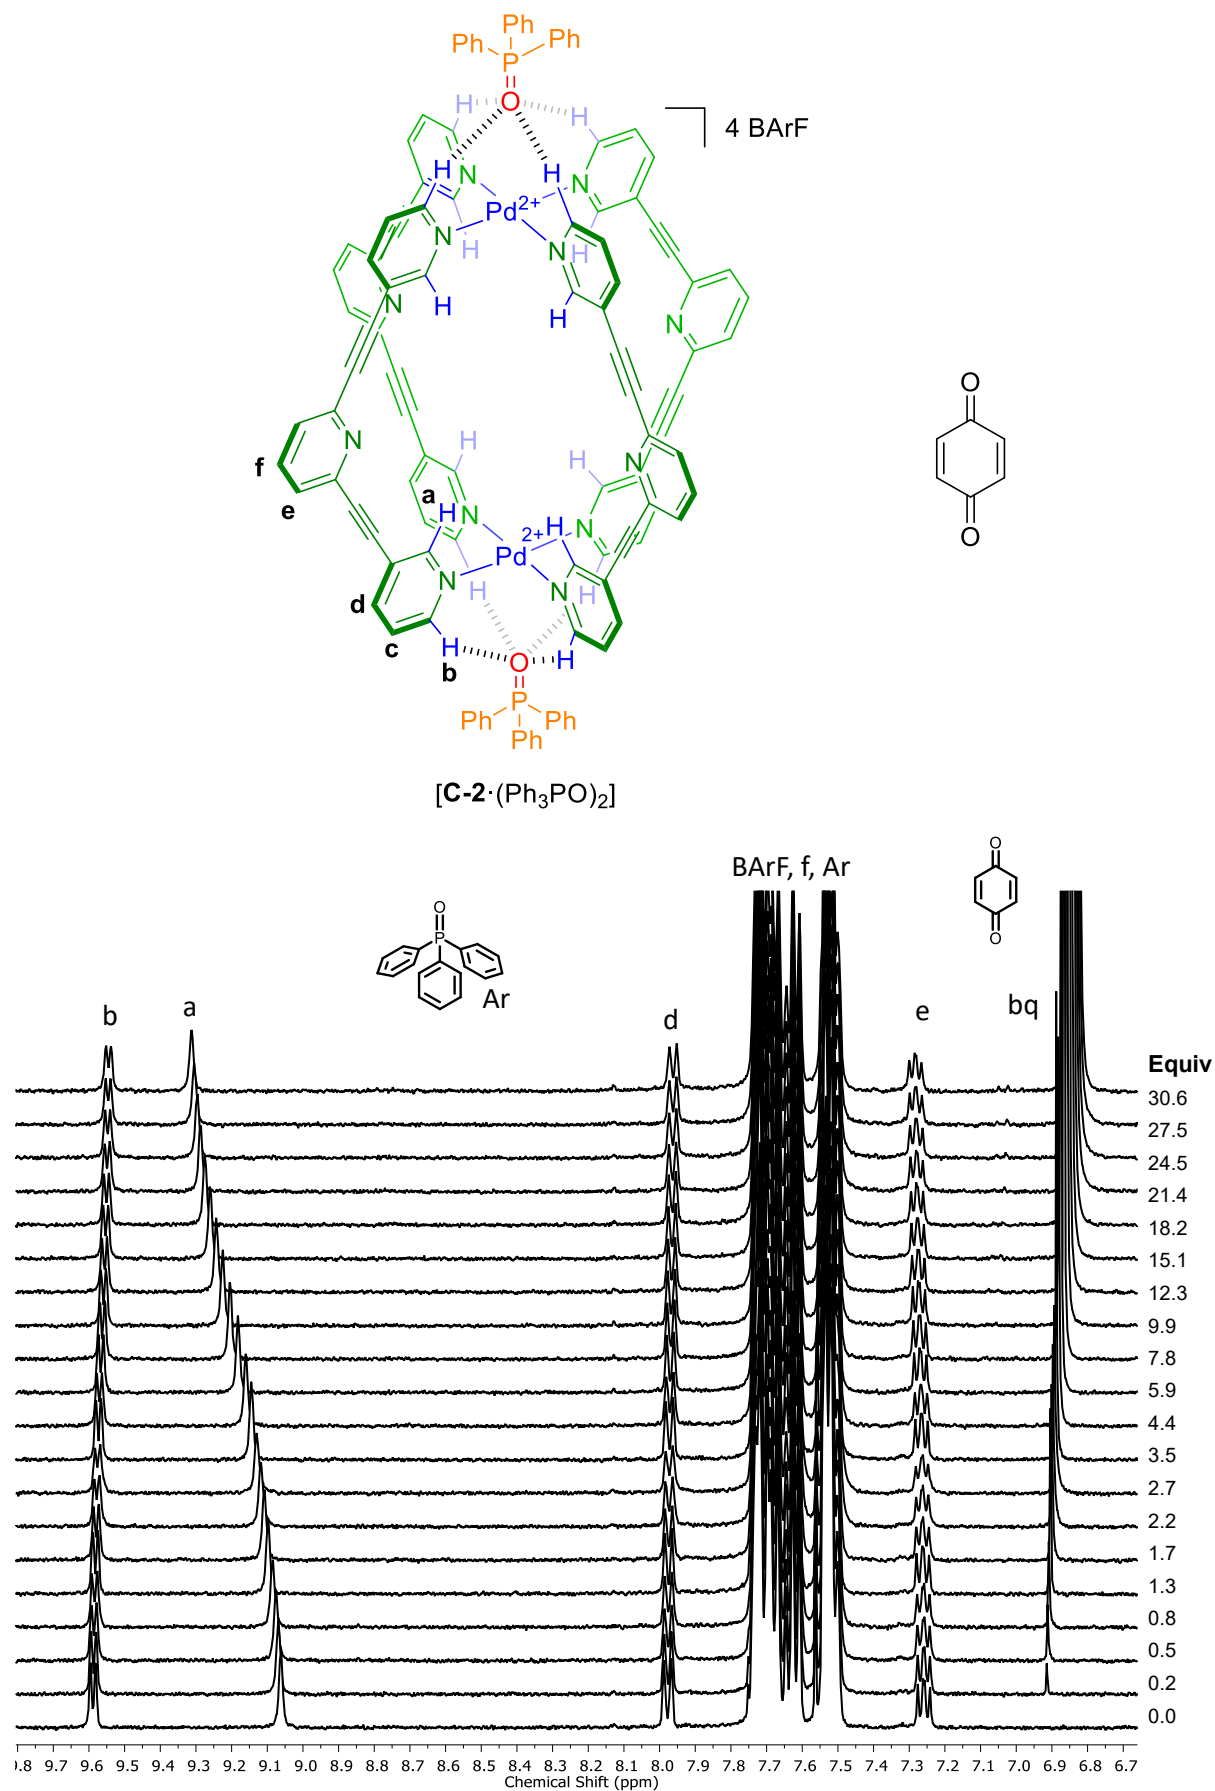 Ph Ph Ph
P
O
H H
4 BArF
H H
N N
Pd2+
N N
H H
H
H
N
N
N
N
f
e
H
H
a
H H
N N
2+
Pd
N N
H H
d
c
H H
b
O
P
Ph Ph
Ph
[C-2·(Ph3PO)2]
O
O
BArF, f, Ar
O
P
Ar
O
O
b
a
d
e
bq
Equiv
30.6
27.5
24.5
21.4
18.2
15.1
12.3
9.9
7.8
5.9
4.4
3.5
2.7
2.2
1.7
1.3
0.8
0.5
0.2
0.0
9.8 9.7 9.6 9.5 9.4 9.3 9.2 9.1 9.0 8.9 8.8 8.7 8.6 8.5 8.4 8.3 8.2 8.1 8.0 7.9 7.8 7.7 7.6 7.5 7.4 7.3 7.2 7.1 7.0 6.9 6.8 6.7
Chemical Shift (ppm)